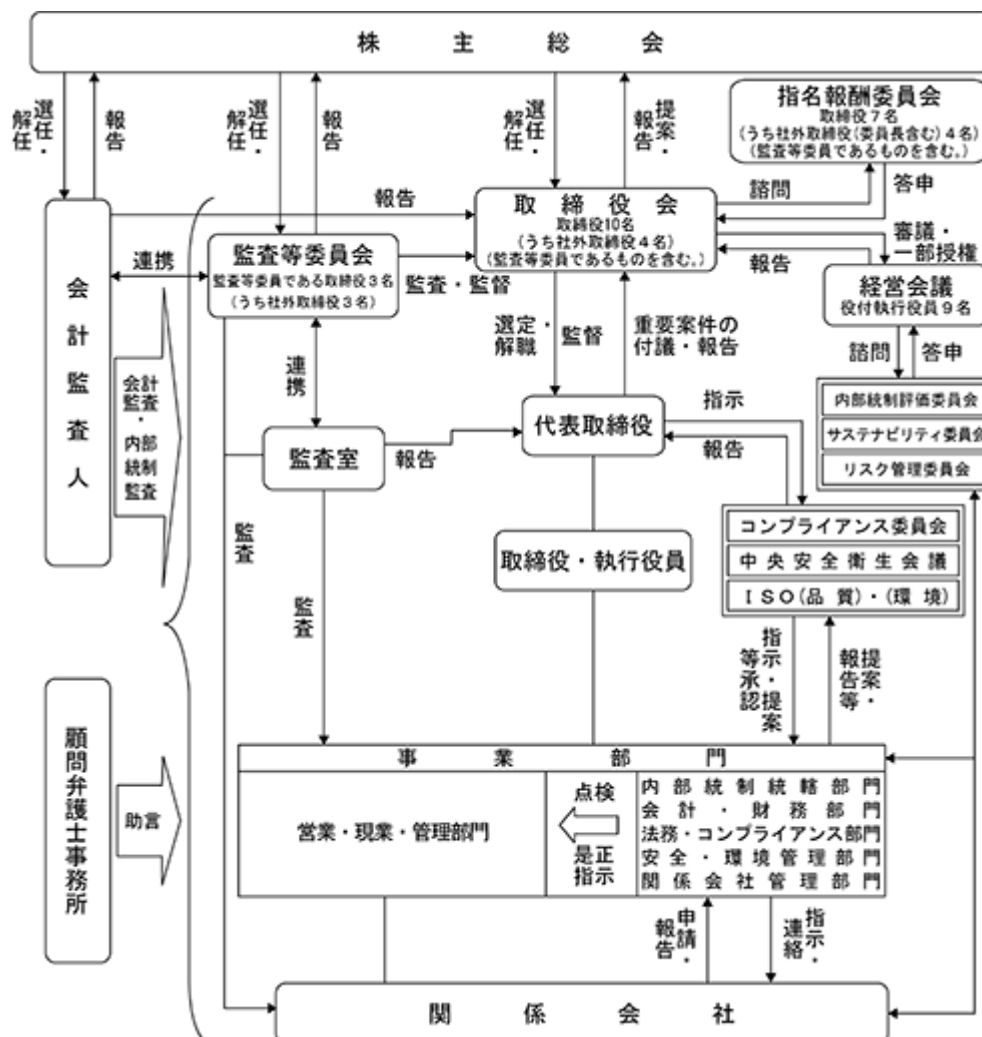 株主総会
選任・
解任
報告
選任・
解任
報告
選任・
解任
提案・
報告
指名報酬委員会
取締役7名
(うち社外取締役(委員長含む)4名)
(監査等委員であるものを含む。)
諮問
答申
報告
取締役会
取締役10名
(うち社外取締役4名)
(監査等委員であるものを含む。)
審議・
一部授権
報告
経営会議
役付執行役員9名
諮問
答申
内部統制評価委員会
サステナビリティ委員会
リスク管理委員会
会計監査人
連携
監査等委員会
監査等委員である取締役3名
(うち社外取締役3名)
監査・監督
選定・
解職
監督
重要案件の
付議・報告
連携
会計
監査・
内部
統制
監査
監査室
報告
代表取締役
指示
報告
コンプライアンス委員会
中央安全衛生会議
ISO(品質)・(環境)
監査
監査
取締役・執行役員
指示・提案
等承認
提案・
報告等
顧問弁護士事務所
助言
事業部門
営業・現業・管理部門
点検
是正
指示
内部統制統轄部門
会計・財務部門
法務・コンプライアンス部門
安全・環境管理部門
関係会社管理部門
申請・
報告
指示・
連絡
関係会社